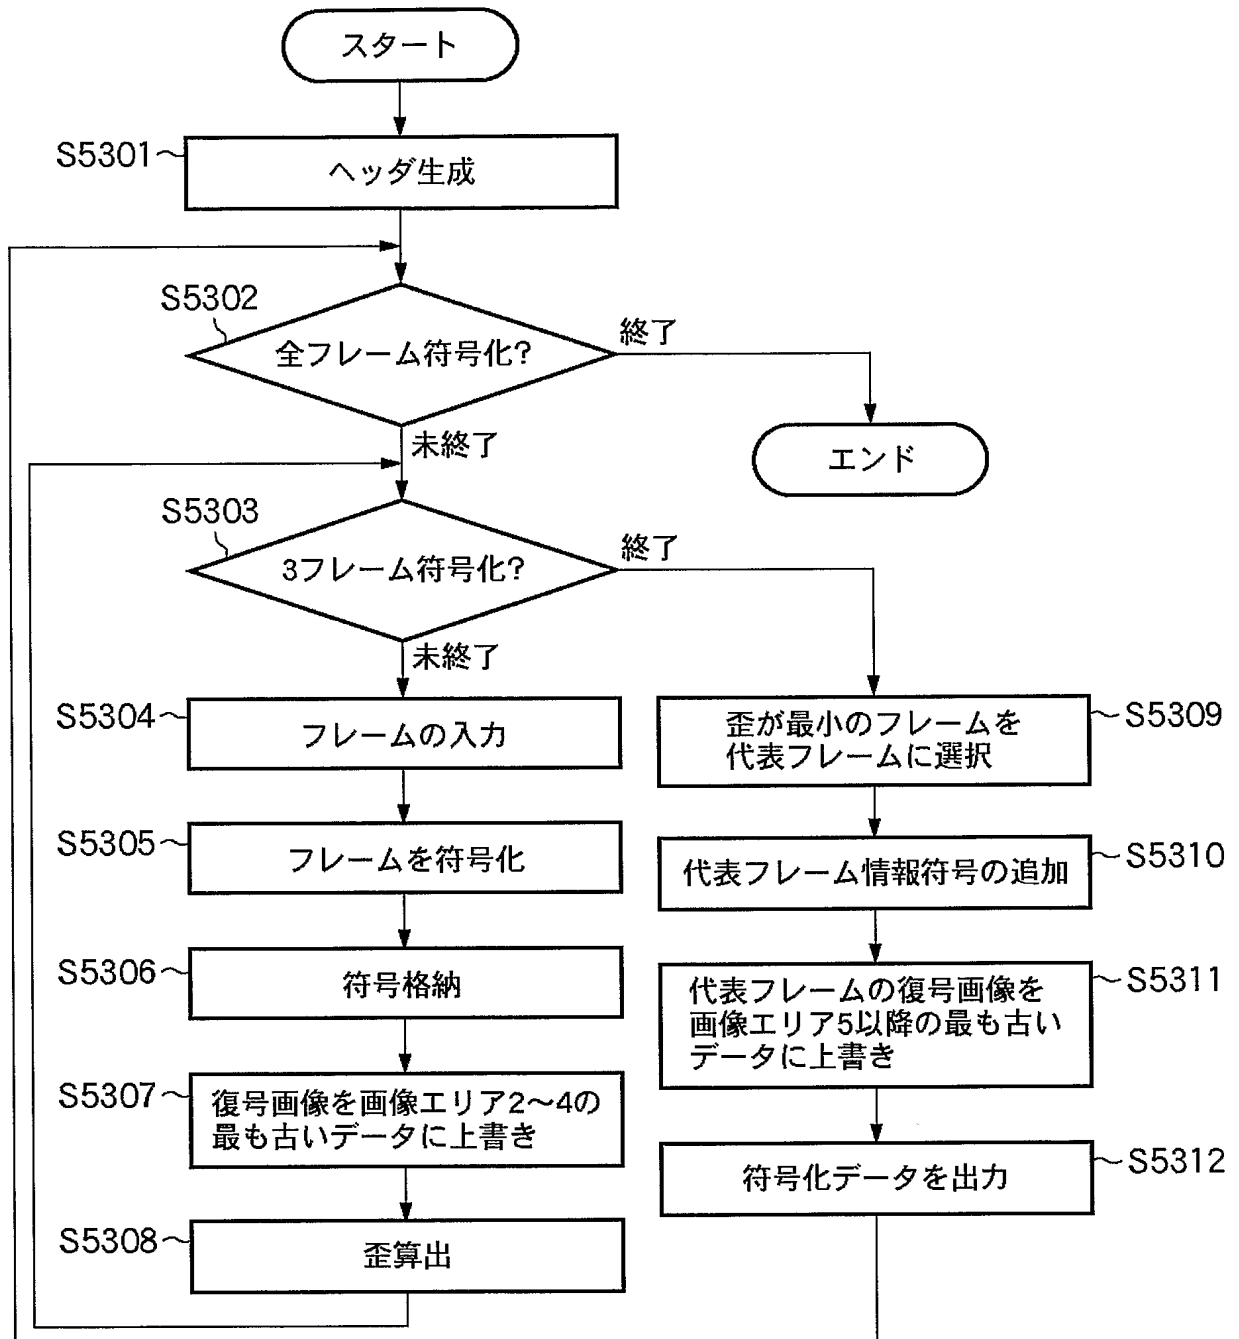 スタート
S5301
ヘッダ生成
S5302
全フレーム符号化?
終了
エンド
未終了
S5303
3フレーム符号化?
終了
未終了
S5304
フレームの入力
S5305
フレームを符号化
S5306
符号格納
S5307
復号画像を画像エリア2〜4の
最も古いデータに上書き
S5308
歪算出
歪が最小のフレームを
代表フレームに選択
S5309
代表フレーム情報符号の追加
S5310
代表フレームの復号画像を
画像エリア5以降の最も古い
データに上書き
S5311
符号化データを出力
S5312